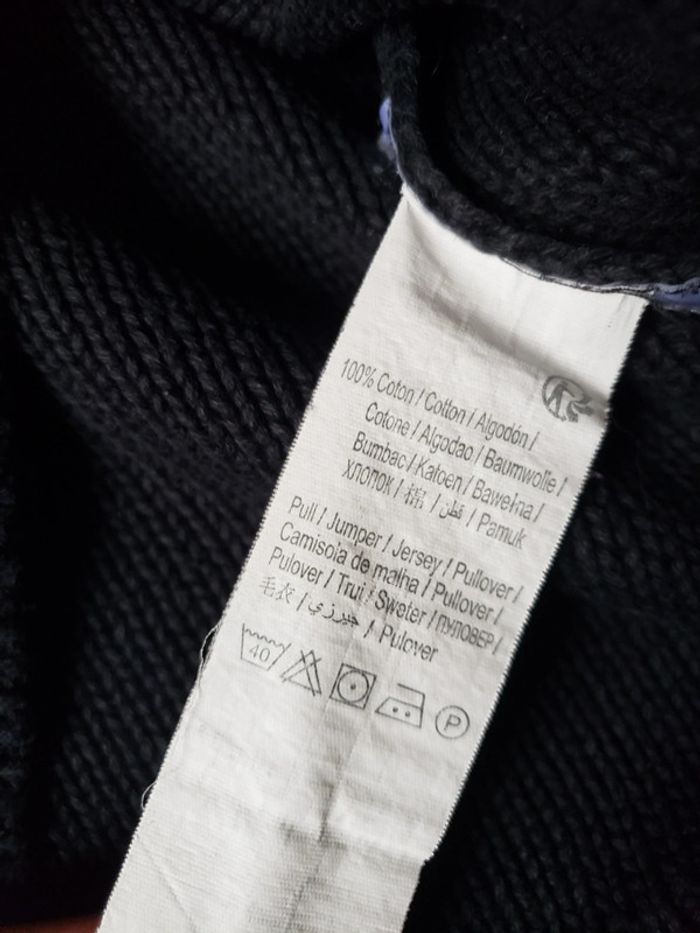 100% Coton / Cotton / Algodón /
Cotone / Algodao / Baumwolle /
Bumbac / Katoen / Bawełna /
хлопок / 棉 / قطن / Pamuk
Pull / Jumper / Jersey / Pullover /
Camisola de malha / Pullover /
Pulover / Trui / Sweter / ПУЛОВЕР /
毛衣 / جيرزي / Pulover
40
P